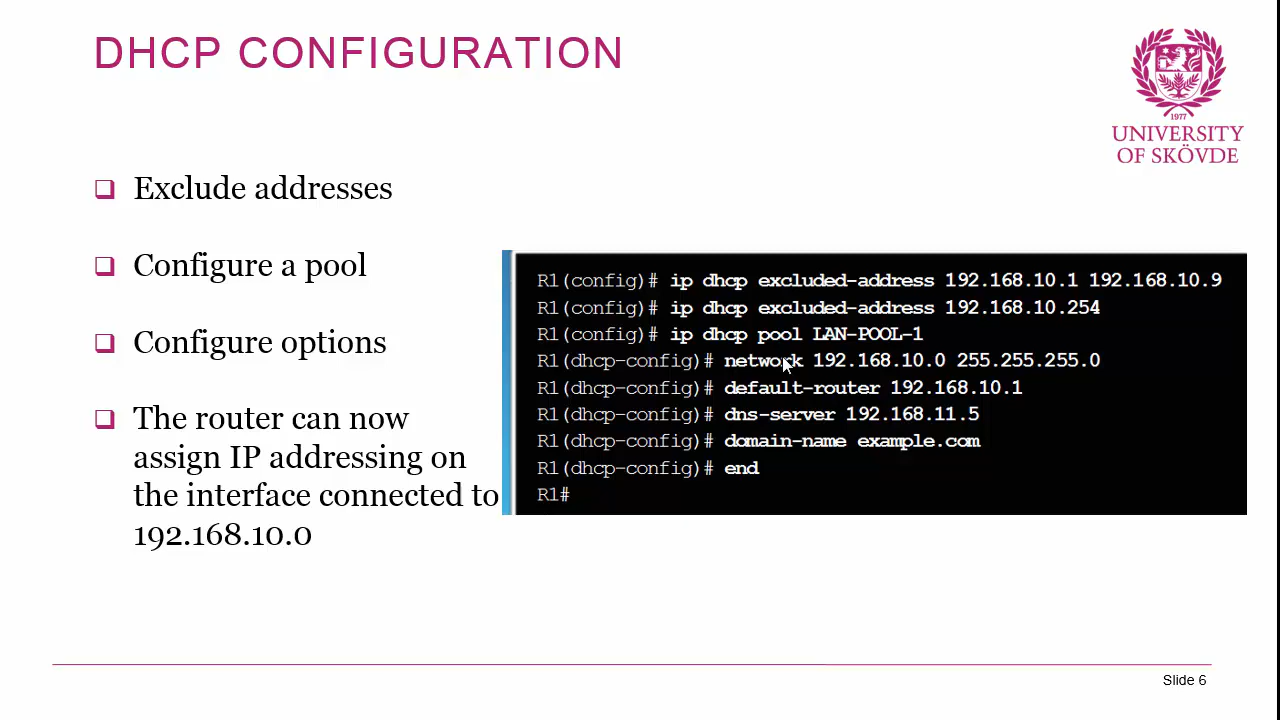 DHCP CONFIGURATION
1977
UNIVERSITY
OF SKÖVDE
Exclude addresses
Configure a pool
Configure options
The router can now
assign IP addressing on
the interface connected to
192.168.10.0
R1(config)# ip dhcp excluded-address 192.168.10.1 192.168.10.9
R1(config)# ip dhcp excluded-address 192.168.10.254
R1(config)# ip dhcp pool LAN-POOL-1
R1(dhcp-config)# network 192.168.10.0 255.255.255.0
R1(dhcp-config)# default-router 192.168.10.1
R1(dhcp-config)# dns-server 192.168.11.5
R1(dhcp-config)# domain-name example.com
R1(dhcp-config)# end
R1#
Slide 6